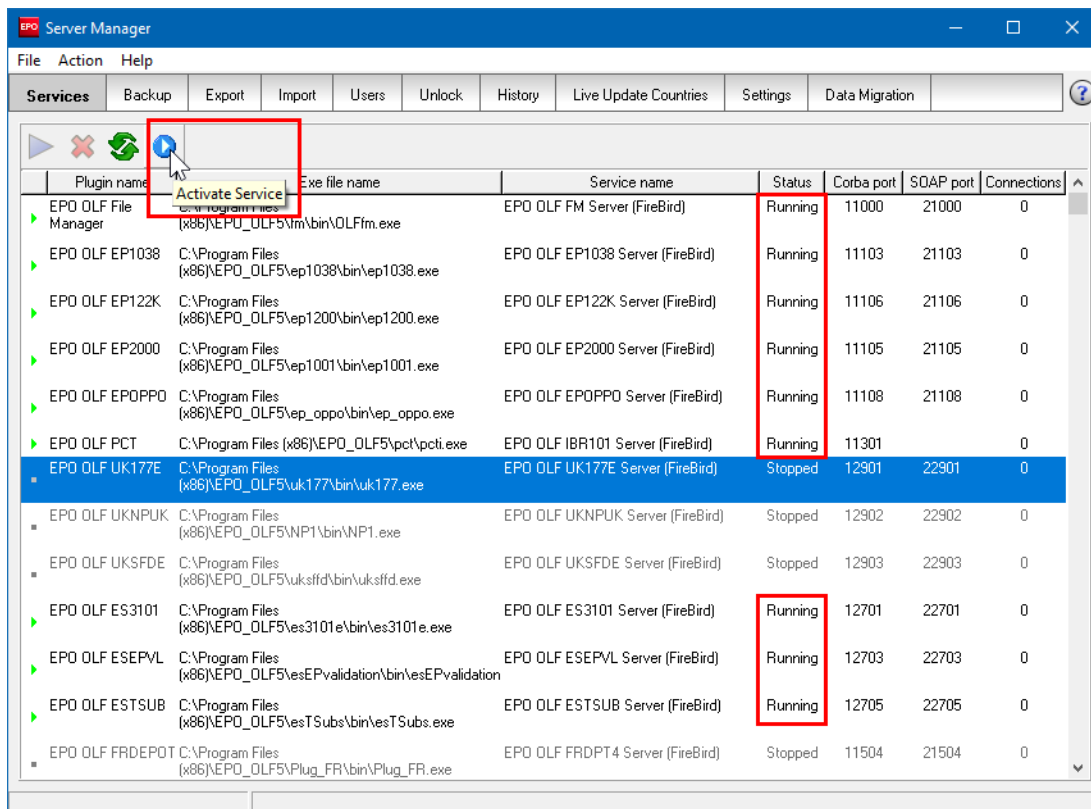 EPO Server Manager
File Action Help
Services Backup Export Import Users Unlock History Live Update Countries Settings Data Migration ?
Activate Service
Plugin name Exe file name Service name Status Corba port SOAP port Connections
EPO OLF File C:\Program Files EPO OLF FM Server (FireBird) Running 11000 21000 0
Manager (x86)\EPO_OLF5\fm\bin\OLFfm.exe
EPO OLF EP1038 C:\Program Files EPO OLF EP1038 Server (FireBird) Running 11103 21103 0
(x86)\EPO_OLF5\ep1038\bin\ep1038.exe
EPO OLF EP122K C:\Program Files EPO OLF EP122K Server (FireBird) Running 11106 21106 0
(x86)\EPO_OLF5\ep1200\bin\ep1200.exe
EPO OLF EP2000 C:\Program Files EPO OLF EP2000 Server (FireBird) Running 11105 21105 0
(x86)\EPO_OLF5\ep1001\bin\ep1001.exe
EPO OLF EPOPPO C:\Program Files EPO OLF EPOPPO Server (FireBird) Running 11108 21108 0
(x86)\EPO_OLF5\ep_oppo\bin\ep_oppo.exe
EPO OLF PCT C:\Program Files (x86)\EPO_OLF5\pct\pcti.exe EPO OLF IBR101 Server (FireBird) Running 11301 0
EPO OLF UK177E C:\Program Files EPO OLF UK177E Server (FireBird) Stopped 12901 22901 0
(x86)\EPO_OLF5\uk177\bin\uk177.exe
EPO OLF UKNPUK C:\Program Files EPO OLF UKNPUK Server (FireBird) Stopped 12902 22902 0
(x86)\EPO_OLF5\NP1\bin\NP1.exe
EPO OLF UKSFDE C:\Program Files EPO OLF UKSFDE Server (FireBird) Stopped 12903 22903 0
(x86)\EPO_OLF5\uksffd\bin\uksffd.exe
EPO OLF ES3101 C:\Program Files EPO OLF ES3101 Server (FireBird) Running 12701 22701 0
(x86)\EPO_OLF5\es3101e\bin\es3101e.exe
EPO OLF ESEPVL C:\Program Files EPO OLF ESEPVL Server (FireBird) Running 12703 22703 0
(x86)\EPO_OLF5\esEPvalidation\bin\esEPvalidation
EPO OLF ESTSUB C:\Program Files EPO OLF ESTSUB Server (FireBird) Running 12705 22705 0
(x86)\EPO_OLF5\esTSubs\bin\esTSubs.exe
EPO OLF FRDEPOT C:\Program Files EPO OLF FRDPT4 Server (FireBird) Stopped 11504 21504 0
(x86)\EPO_OLF5\Plug_FR\bin\Plug_FR.exe